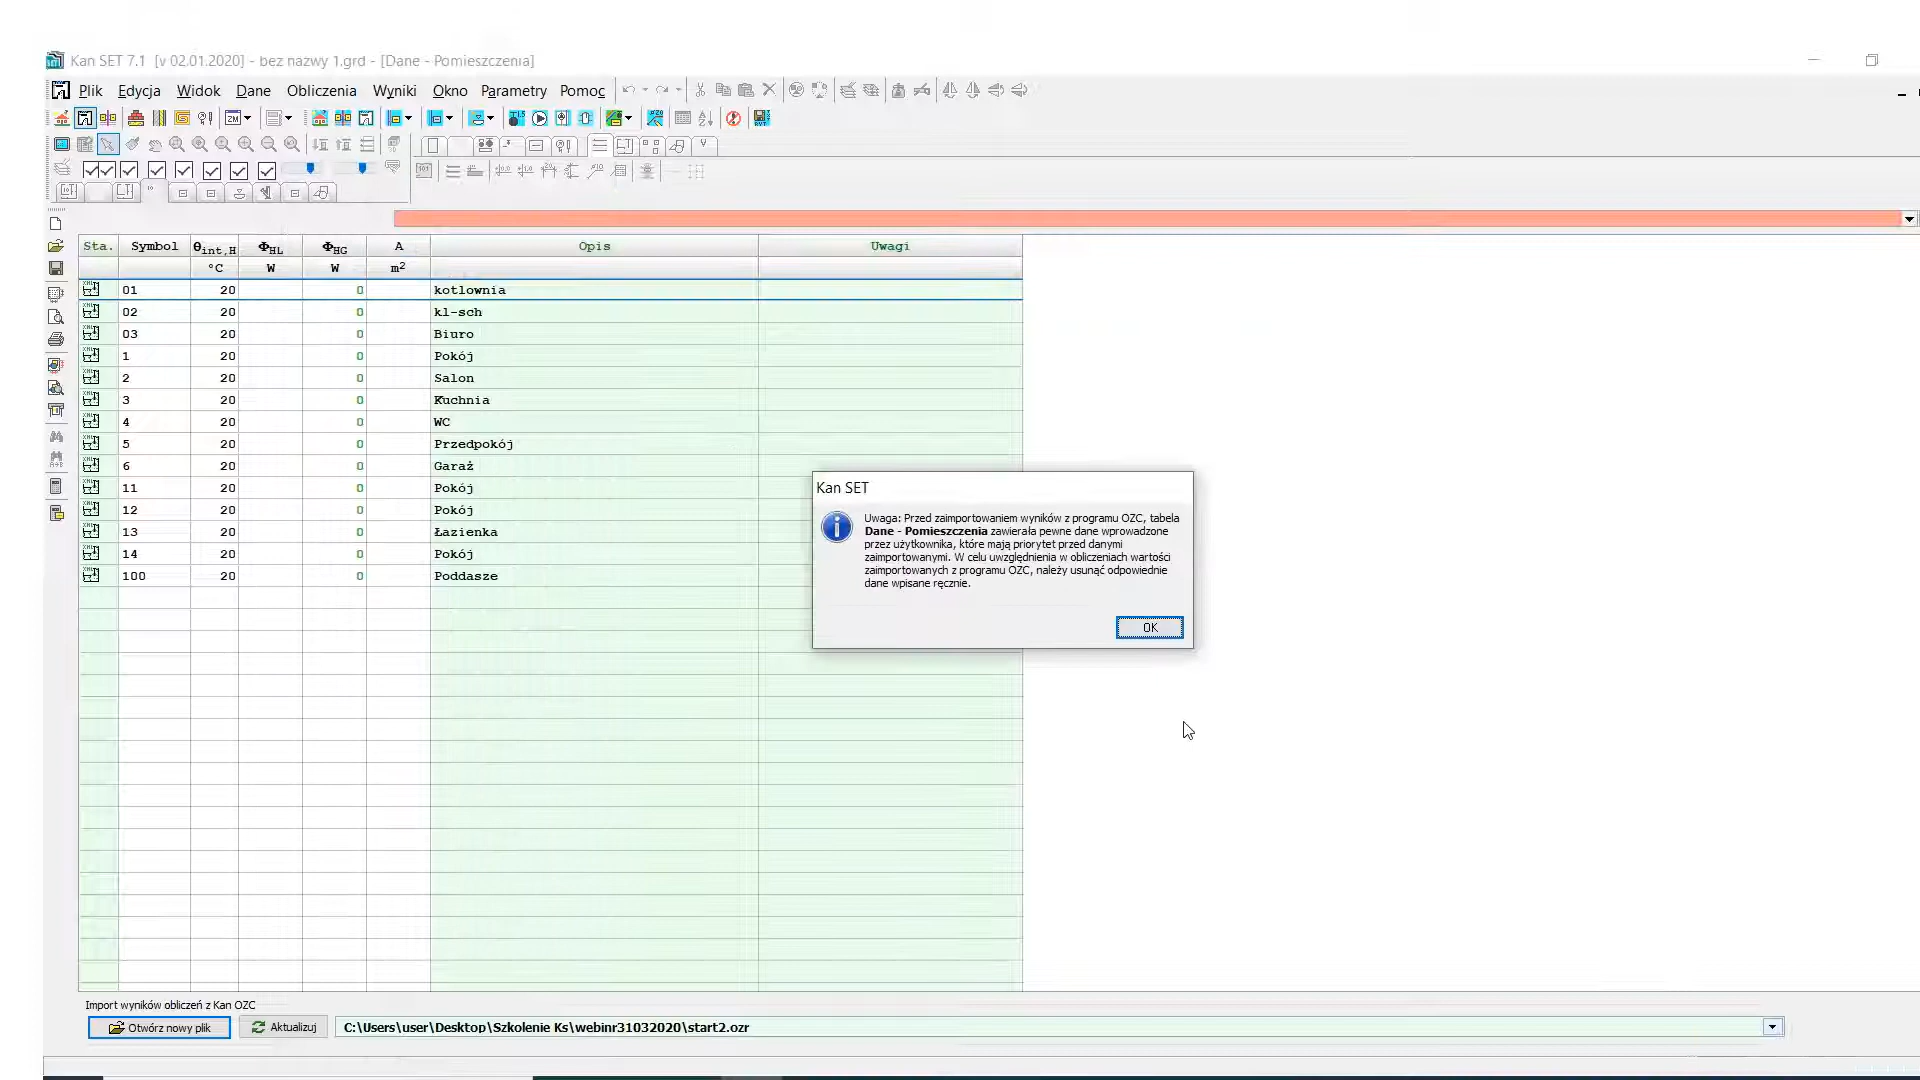 Kan SET 7.1 [v 02.01.2020] - bez nazwy 1.grd - [Dane - Pomieszczenia]
Plik Edycja Widok Dane Obliczenia Wyniki Okno Parametry Pomoc
Sta. Symbol θint,H ΦHL ΦHG A Opis Uwagi
°C W W m²
01 20 0 kotlownia
02 20 0 kl-sch
03 20 0 Biuro
1 20 0 Pokój
2 20 0 Salon
3 20 0 Kuchnia
4 20 0 WC
5 20 0 Przedpokój
6 20 0 Garaż
11 20 0 Pokój
12 20 0 Pokój
13 20 0 Łazienka
14 20 0 Pokój
100 20 0 Poddasze
Kan SET
Uwaga: Przed zaimportowaniem wyników z programu OZC, tabela
Dane - Pomieszczenia zawierała pewne dane wprowadzone
przez użytkownika, które mają priorytet przed danymi
zaimportowanymi. W celu uwzględnienia w obliczeniach wartości
zaimportowanych z programu OZC, należy usunąć odpowiednie
dane wpisane ręcznie.
OK
Import wyników obliczeń z Kan OZC
Otwórz nowy plik Aktualizuj C:\Users\user\Desktop\Szkolenie Ks\webinr31032020\start2.ozr